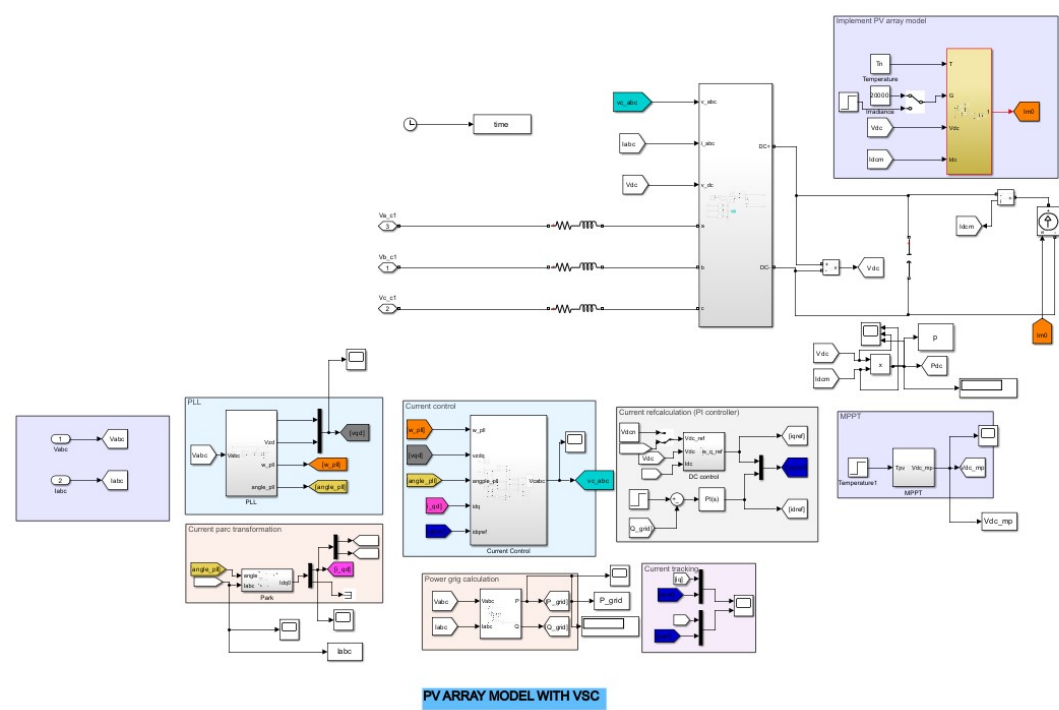 Implement PV array model
Tn
T
Temperature
20000
G
Irradiance
Im0
Vdc
Vdc
Idcm
Idc
time
vc_abc
v_abc
Iabc
i_abc
DC+
Vdc
v_dc
Idcm
Va_c1
3
a
Vb_c1
1
b
DC-
Vdc
Vc_c1
2
c
Im0
Vdc
Idcm
x
p
Pdc
PLL
Vabc
Vabc
w_pll
angle_pll
[vqd]
[w_pll]
[angle_pll]
PLL
1
Vabc
Vabc
2
Iabc
Iabc
Current control
w_pll]
w_pll
[vqd]
angle_pll]
i_qd]
Idq
Idqref
Vcabc
vc_abc
Current Control
Current refcalculation (PI controller)
Vdcn
Vdc_ref
Vdc
Vdc
Idc
DC control
[iqref]
PI(s)
[idref]
Q_grid]
MPPT
Temperature1
Tpv
Vdc_mp
MPPT
Vdc_mp
Vdc_mp
Current parc transformation
angle_pll]
angle
Iabc
Idq0
Park
[i_qd]
Iabc
Power grig calculation
Vabc
Vabc
P
[P_grid]
P_grid
Iabc
Iabc
Q
[Q_grid]
Current tracking
[iq]
PV ARRAY MODEL WITH VSC